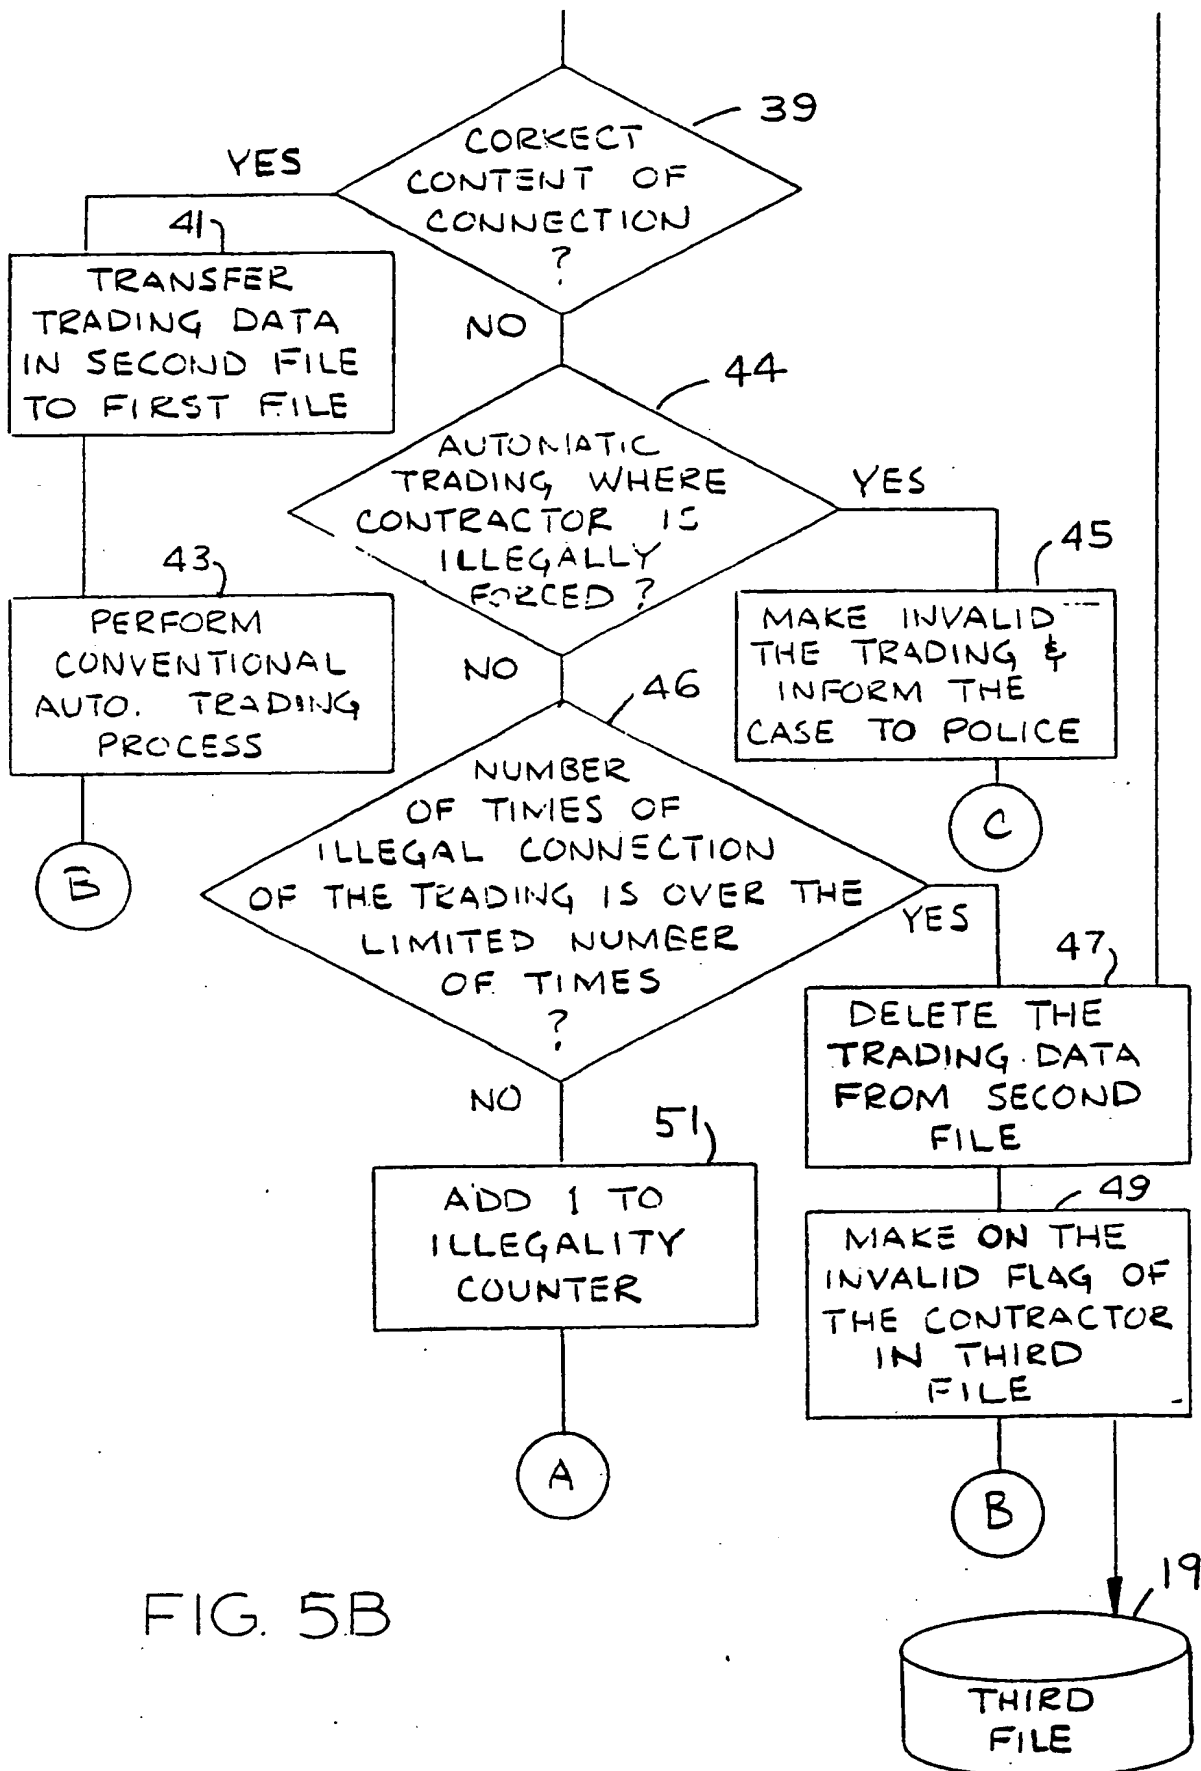 39
CORRECT
CONTENT OF
CONNECTION
?
YES
41
TRANSFER
TRADING DATA
IN SECOND FILE
TO FIRST FILE
NO
44
AUTOMATIC
TRADING WHERE
CONTRACTOR IS
ILLEGALLY
FORCED ?
YES
45
MAKE INVALID
THE TRADING &
INFORM THE
CASE TO POLICE
C
43
PERFORM
CONVENTIONAL
AUTO. TRADING
PROCESS
B
NO
46
NUMBER
OF TIMES OF
ILLEGAL CONNECTION
OF THE TRADING IS OVER THE
LIMITED NUMBER
OF TIMES
?
YES
47
DELETE THE
TRADING DATA
FROM SECOND
FILE
NO
51
ADD 1 TO
ILLEGALITY
COUNTER
A
49
MAKE ON THE
INVALID FLAG OF
THE CONTRACTOR
IN THIRD
FILE
B
19
THIRD
FILE
FIG. 5B